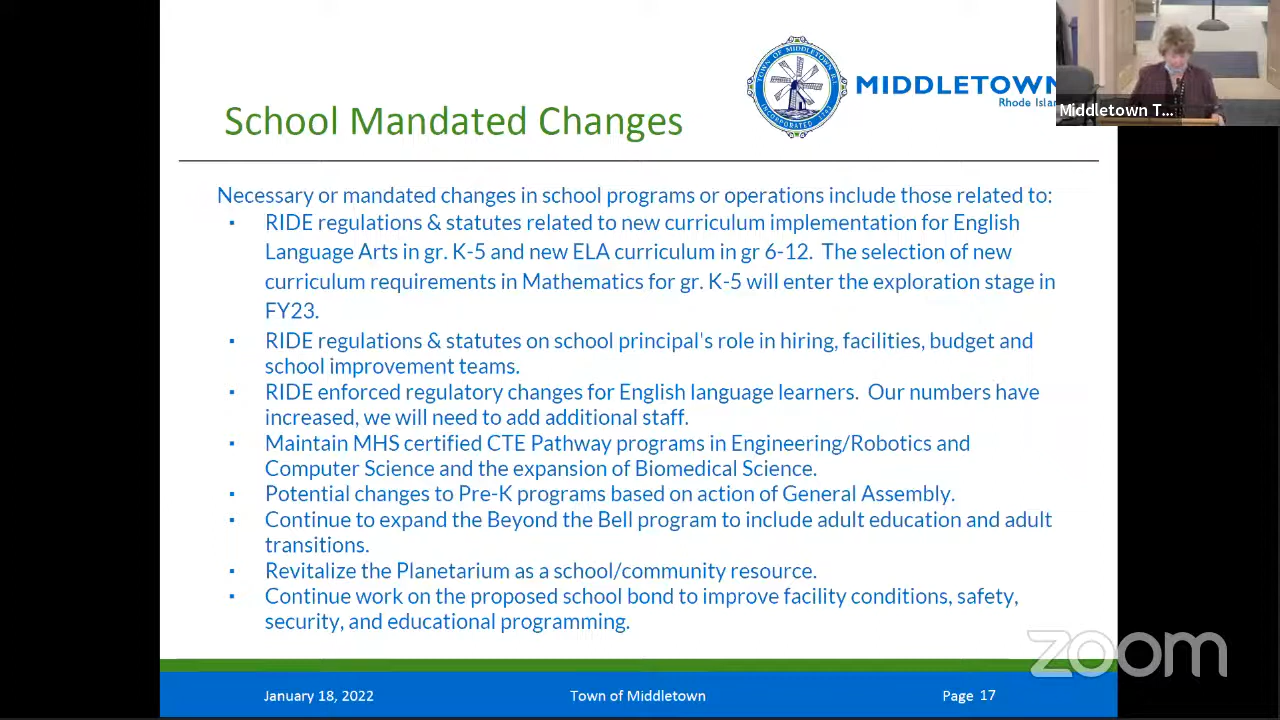 TOWN OF MIDDLETOWN R.I.
INCORPORATED 1743
MIDDLETOWN
Rhode Islan
Middletown T...
School Mandated Changes
Necessary or mandated changes in school programs or operations include those related to:
▪ RIDE regulations & statutes related to new curriculum implementation for English
Language Arts in gr. K-5 and new ELA curriculum in gr 6-12. The selection of new
curriculum requirements in Mathematics for gr. K-5 will enter the exploration stage in
FY23.
▪ RIDE regulations & statutes on school principal's role in hiring, facilities, budget and
school improvement teams.
▪ RIDE enforced regulatory changes for English language learners. Our numbers have
increased, we will need to add additional staff.
▪ Maintain MHS certified CTE Pathway programs in Engineering/Robotics and
Computer Science and the expansion of Biomedical Science.
▪ Potential changes to Pre-K programs based on action of General Assembly.
▪ Continue to expand the Beyond the Bell program to include adult education and adult
transitions.
▪ Revitalize the Planetarium as a school/community resource.
▪ Continue work on the proposed school bond to improve facility conditions, safety,
security, and educational programming.
zoom
January 18, 2022 Town of Middletown Page 17